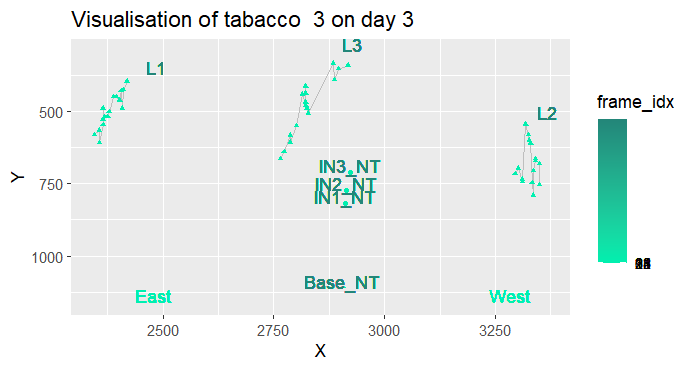 Visualisation of tabacco  3 on day 3
L3
L1
L2
IN3_NT
IN2_NT
IN1_NT
Base_NT
East
West
500
750
1000
Y
2500
2750
3000
3250
X
frame_idx